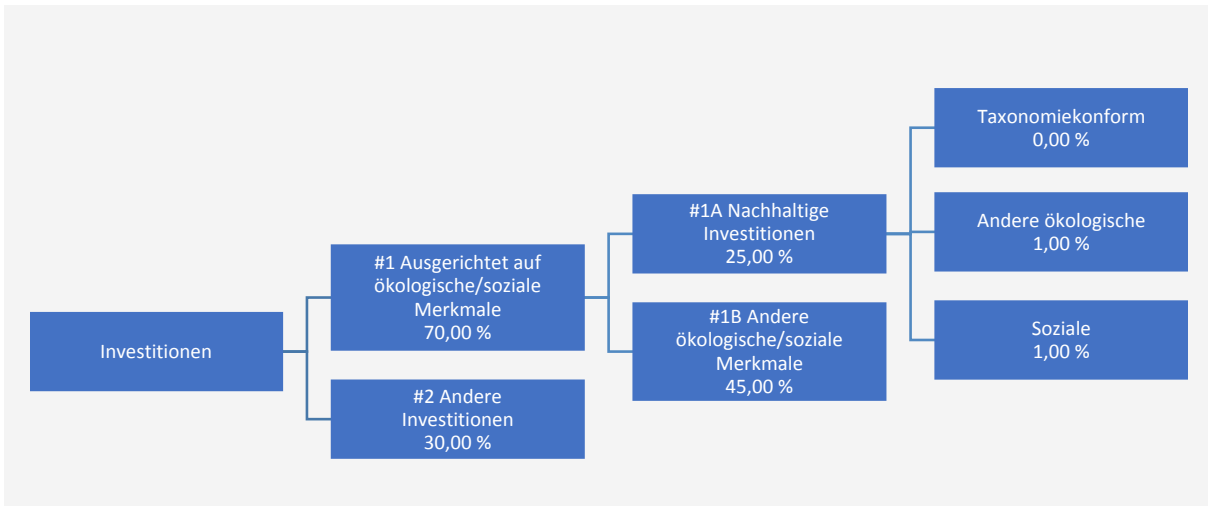 Investitionen
#1 Ausgerichtet auf
ökologische/soziale
Merkmale
70,00 %
#2 Andere
Investitionen
30,00 %
#1A Nachhaltige
Investitionen
25,00 %
#1B Andere
ökologische/soziale
Merkmale
45,00 %
Taxonomiekonform
0,00 %
Andere ökologische
1,00 %
Soziale
1,00 %